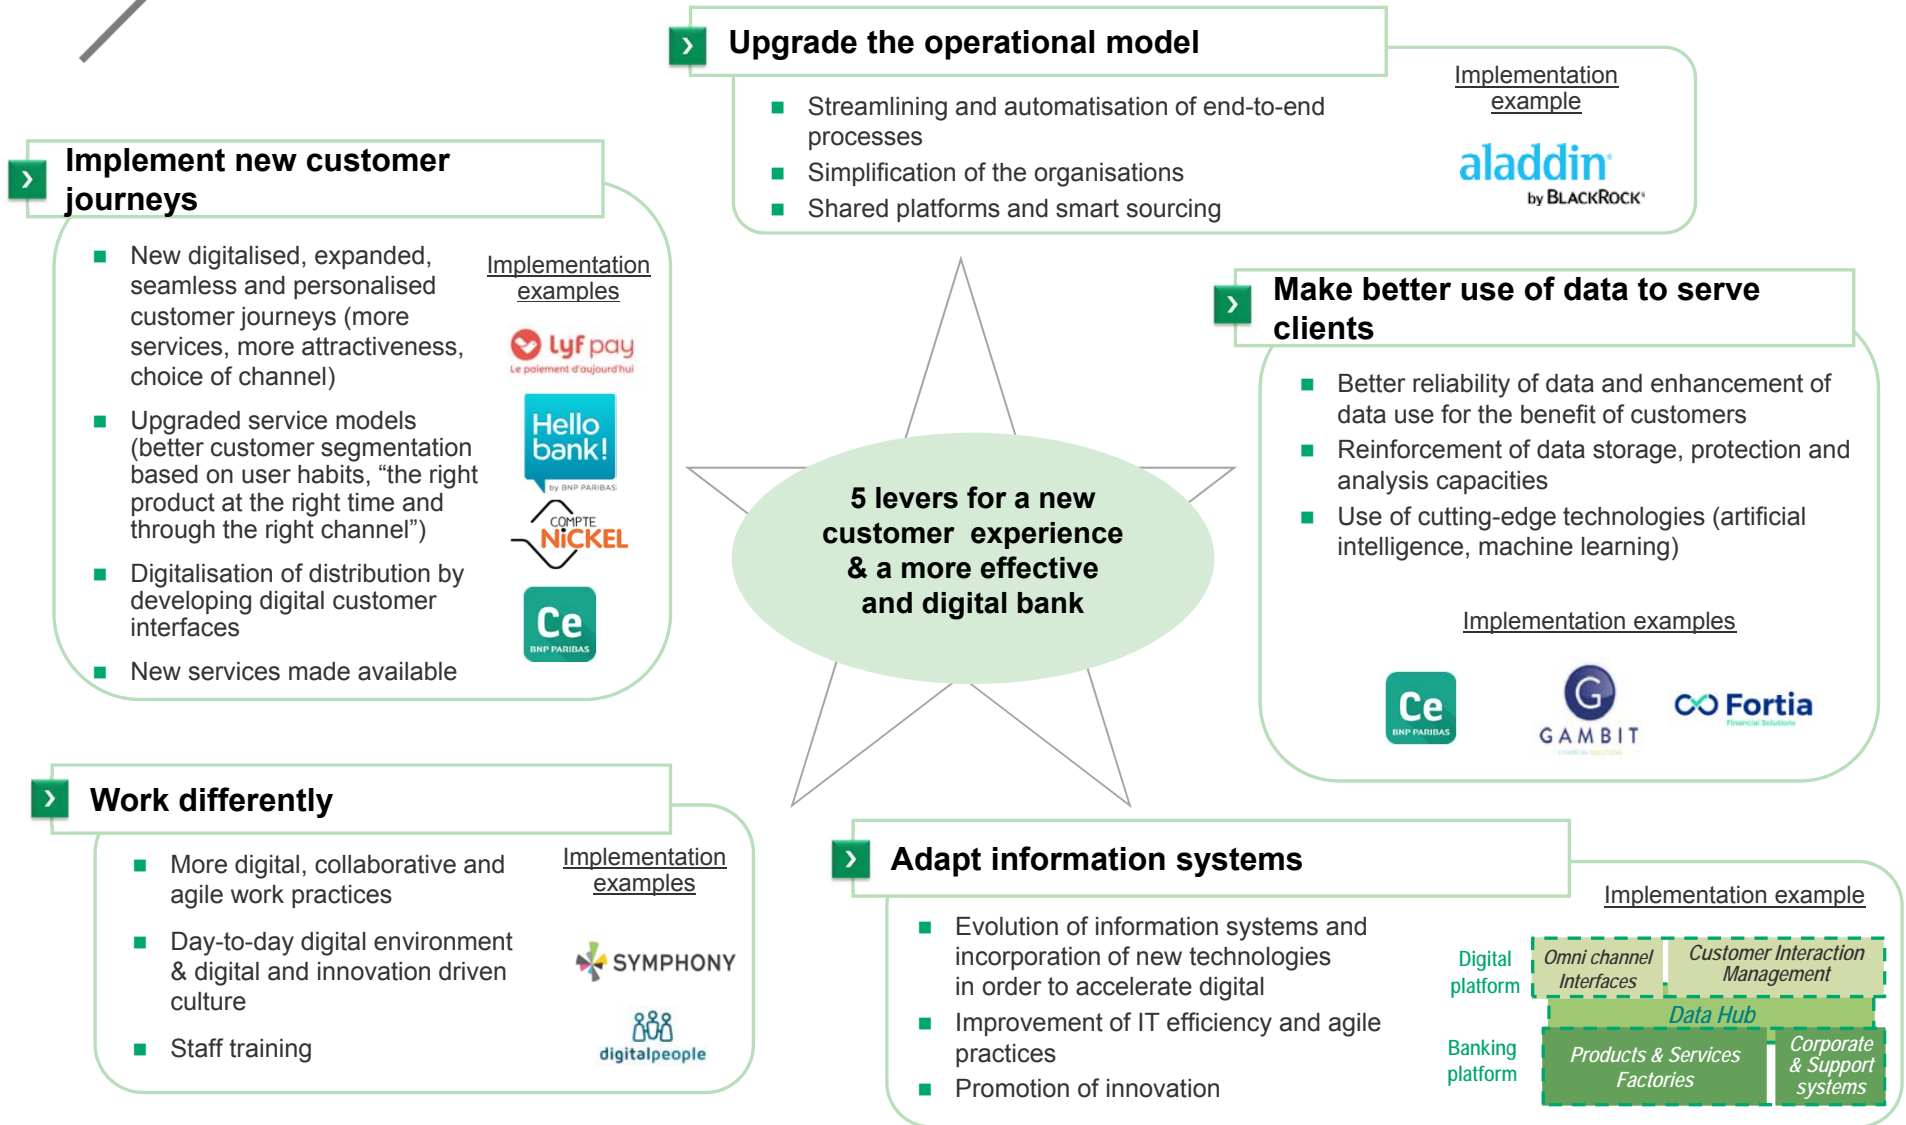 Upgrade the operational model
Streamlining and automatisation of end-to-end
processes
Simplification of the organisations
Shared platforms and smart sourcing
Implementation
example
aladdin
by BLACKROCK®
Implement new customer
journeys
New digitalised, expanded,
seamless and personalised
customer journeys (more
services, more attractiveness,
choice of channel)
Upgraded service models
(better customer segmentation
based on user habits, “the right
product at the right time and
through the right channel”)
Digitalisation of distribution by
developing digital customer
interfaces
New services made available
Implementation
examples
Lyf pay
Le paiement d'aujourd'hui
Hello
bank!
by BNP PARIBAS
COMPTE
NiCKEL
Ce
BNP PARIBAS
5 levers for a new
customer experience
& a more effective
and digital bank
Make better use of data to serve
clients
Better reliability of data and enhancement of
data use for the benefit of customers
Reinforcement of data storage, protection and
analysis capacities
Use of cutting-edge technologies (artificial
intelligence, machine learning)
Implementation examples
Ce
BNP PARIBAS
G
GAMBIT
FINANCIAL SOLUTIONS
Fortia
Financial Solutions
Work differently
More digital, collaborative and
agile work practices
Day-to-day digital environment
& digital and innovation driven
culture
Staff training
Implementation
examples
SYMPHONY
digitalpeople
Adapt information systems
Evolution of information systems and
incorporation of new technologies
in order to accelerate digital
Improvement of IT efficiency and agile
practices
Promotion of innovation
Implementation example
Digital
platform
Omni channel
Interfaces
Customer Interaction
Management
Data Hub
Banking
platform
Products & Services
Factories
Corporate
& Support
systems